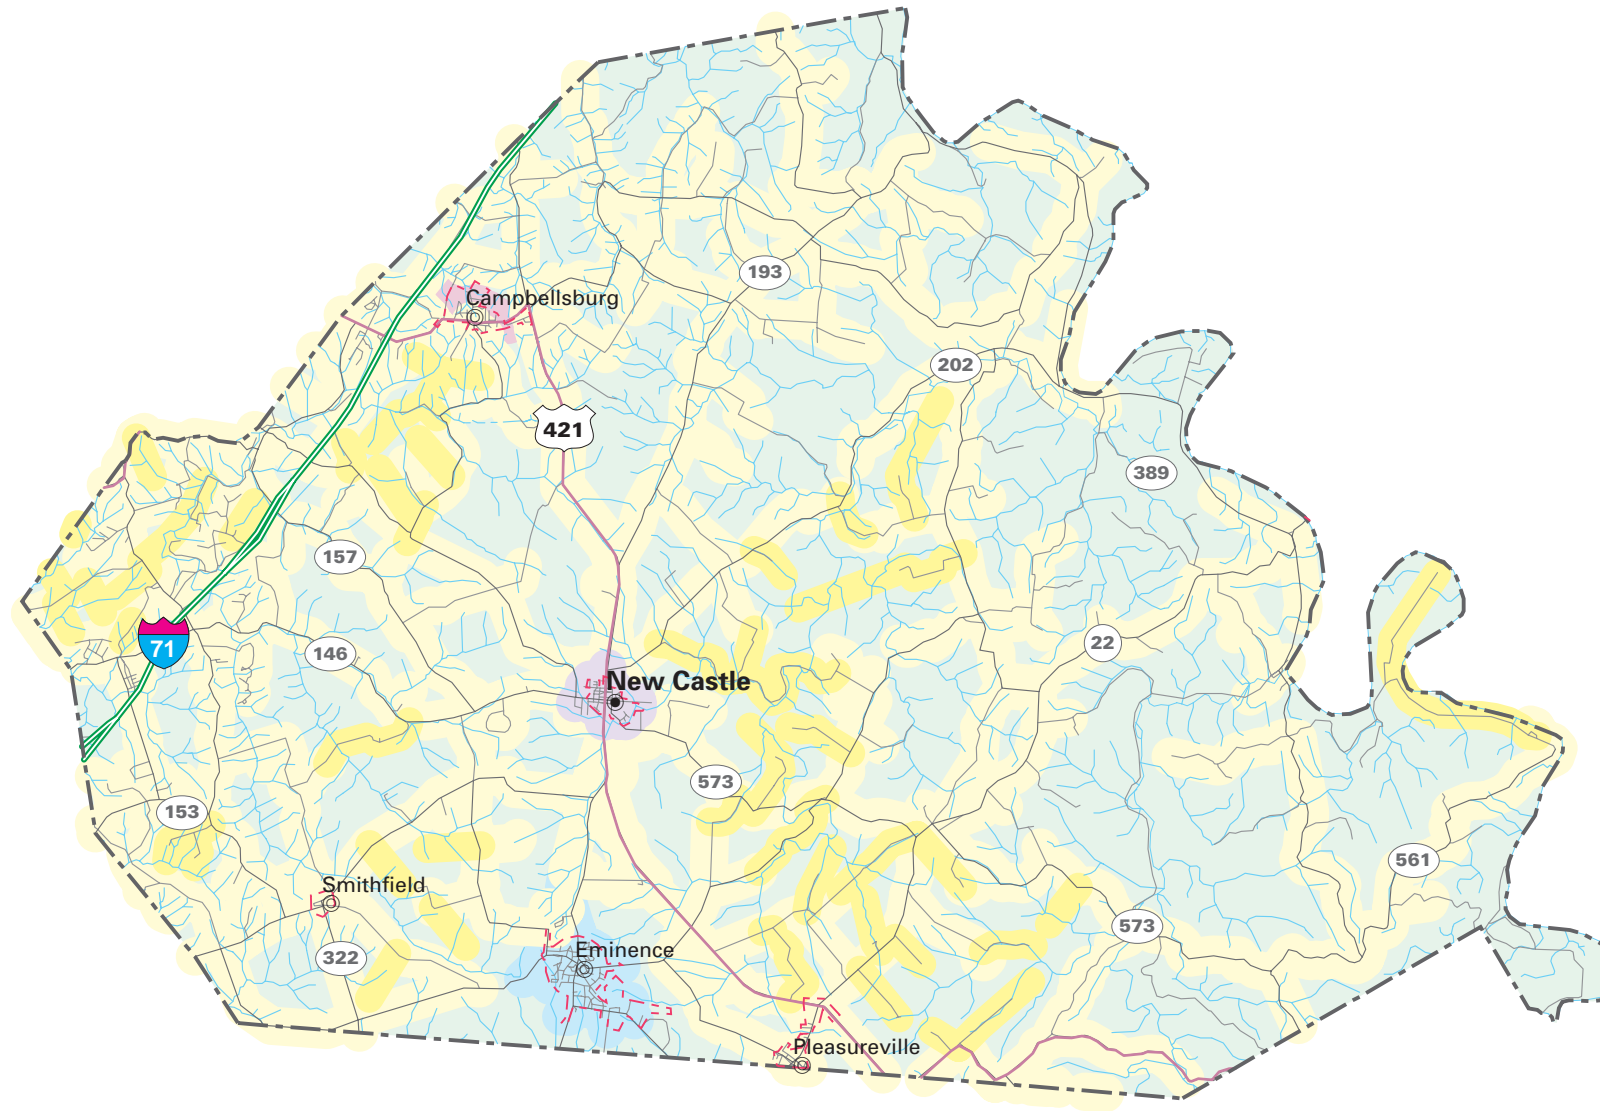 193
Campbellsburg
202
421
389
157
22
146
71
New Castle
573
153
561
Smithfield
573
Eminence
322
Pleasureville